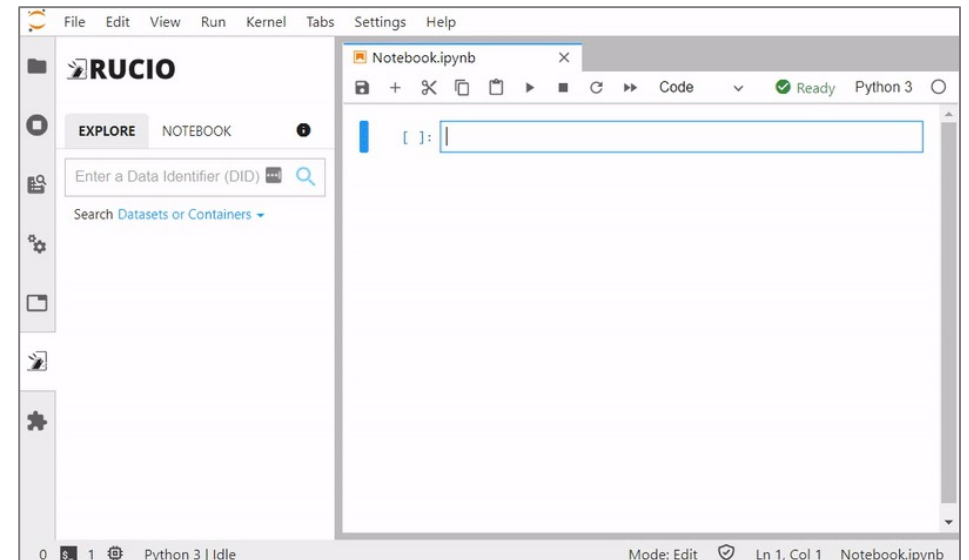 File Edit View Run Kernel Tabs Settings Help
RUCIO
EXPLORE NOTEBOOK
Enter a Data Identifier (DID)
Search Datasets or Containers
Notebook.ipynb
Code Ready Python 3
[ ]:
0 $_ 1 Python 3 | Idle Mode: Edit Ln 1, Col 1 Notebook.ipynb